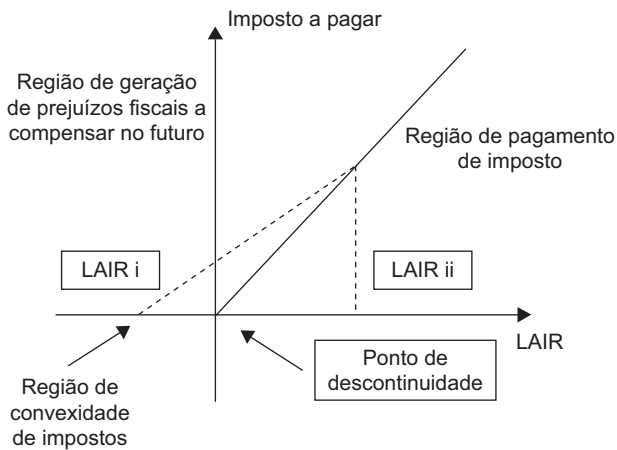 Imposto a pagar
Região de geração
de prejuízos fiscais a
compensar no futuro
Região de pagamento
de imposto
LAIR i
LAIR ii
LAIR
Ponto de
descontinuidade
Região de
convexidade
de impostos